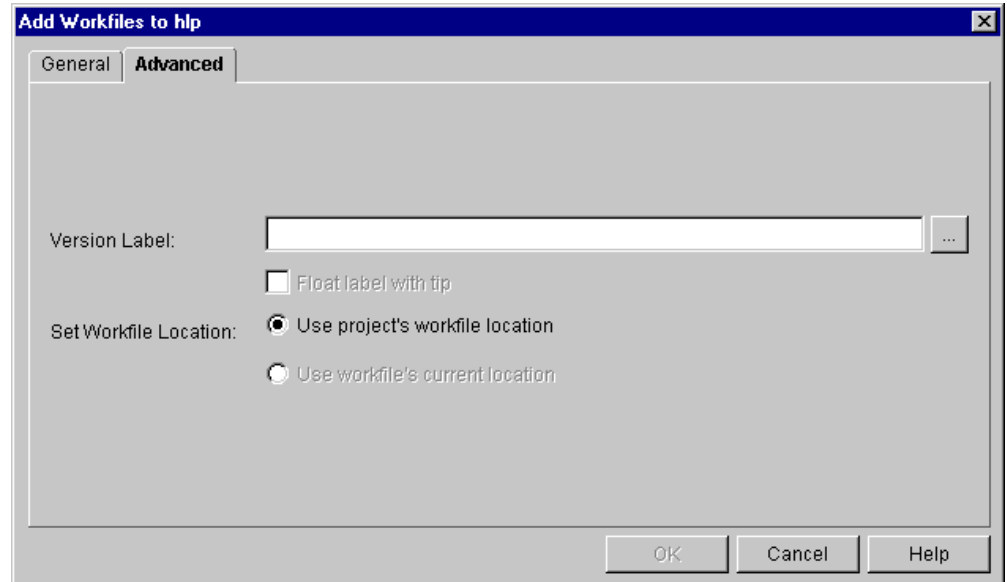 Add Workfiles to hlp
General Advanced
Version Label: ...
Float label with tip
Set Workfile Location: Use project's workfile location
Use workfile's current location
OK Cancel Help